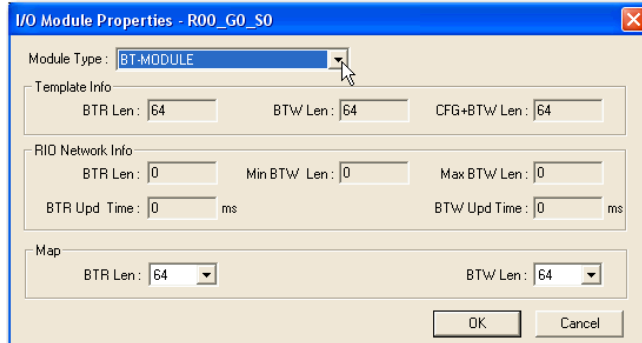 I/O Module Properties - R00_G0_S0
Module Type : BT-MODULE
Template Info
BTR Len : 64 BTW Len : 64 CFG+BTW Len : 64
RIO Network Info
BTR Len : 0 Min BTW Len : 0 Max BTW Len : 0
BTR Upd Time : 0 ms BTW Upd Time : 0 ms
Map
BTR Len : 64 BTW Len : 64
OK Cancel